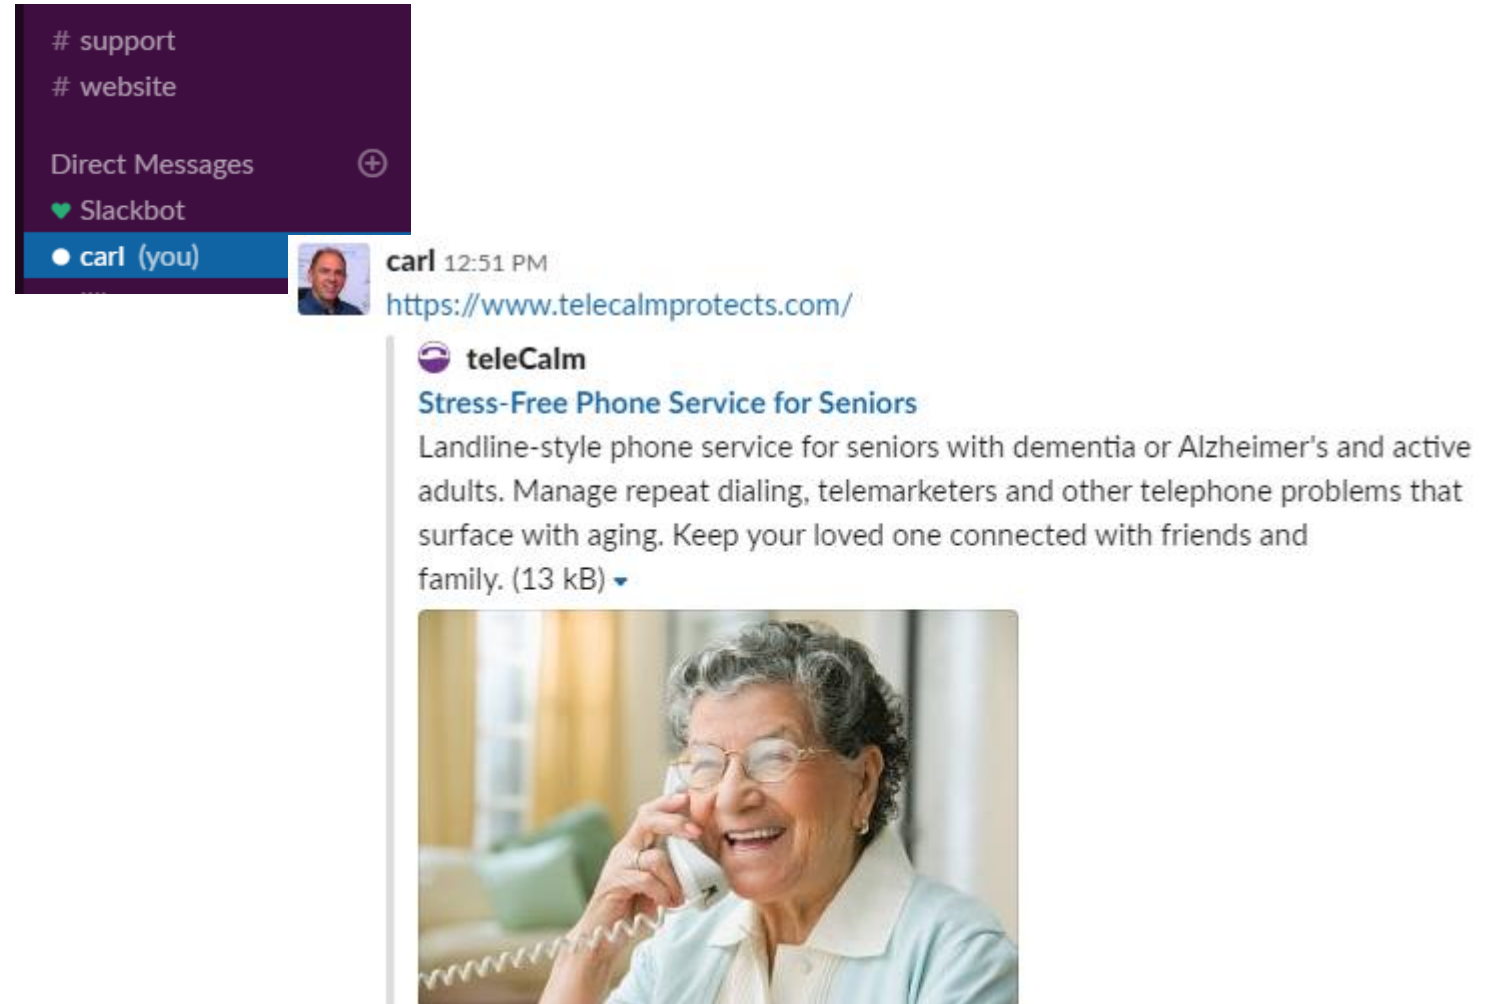 # support
# website
Direct Messages
Slackbot
carl (you)
carl 12:51 PM
https://www.telecalmprotects.com/
teleCalm
Stress-Free Phone Service for Seniors
Landline-style phone service for seniors with dementia or Alzheimer's and active
adults. Manage repeat dialing, telemarketers and other telephone problems that
surface with aging. Keep your loved one connected with friends and
family. (13 kB)